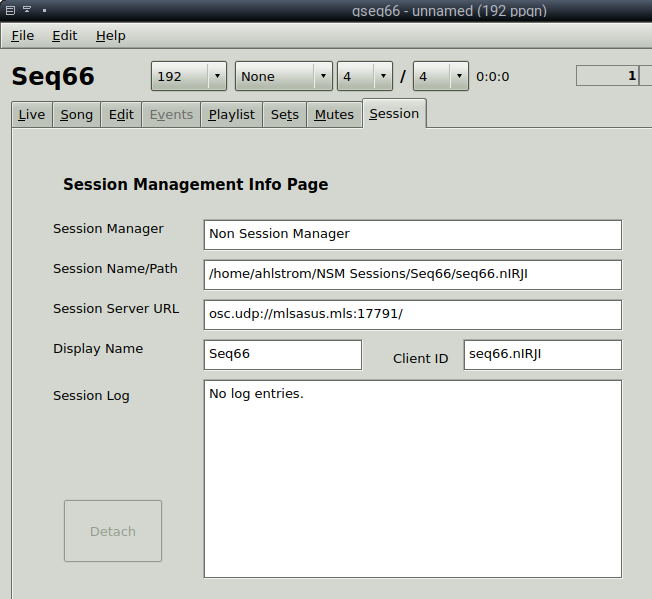 qseq66 - unnamed (192 ppqn)
File Edit Help
Seq66 192 None 4 / 4 0:0:0 1
Live Song Edit Events Playlist Sets Mutes Session
Session Management Info Page
Session Manager Non Session Manager
Session Name/Path /home/ahlstrom/NSM Sessions/Seq66/seq66.nIRJI
Session Server URL osc.udp://mlsasus.mls:17791/
Display Name Seq66 Client ID seq66.nIRJI
Session Log No log entries.
Detach